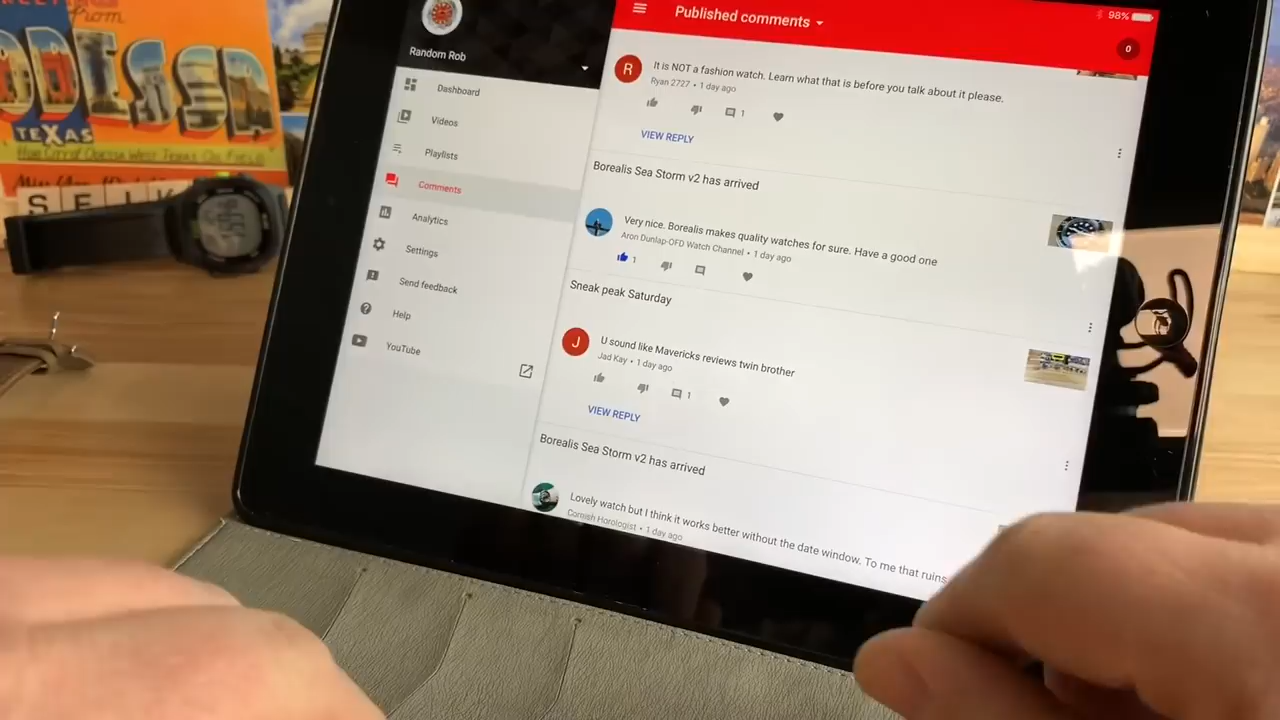 from
ODESSA
TEXAS
SEIK
Random Rob
Dashboard
Videos
Playlists
Comments
Analytics
Settings
Send feedback
Help
YouTube
Published comments
98%
0
R
It is NOT a fashion watch. Learn what that is before you talk about it please.
Ryan 2727 • 1 day ago
1
VIEW REPLY
Borealis Sea Storm v2 has arrived
Very nice. Borealis makes quality watches for sure. Have a good one
Aron Dunlap-OFD Watch Channel • 1 day ago
1
Sneak peak Saturday
J
U sound like Mavericks reviews twin brother
Jad Kay • 1 day ago
1
VIEW REPLY
Borealis Sea Storm v2 has arrived
Lovely watch but I think it works better without the date window. To me that ruins
Cornish Horologist • 1 day ago